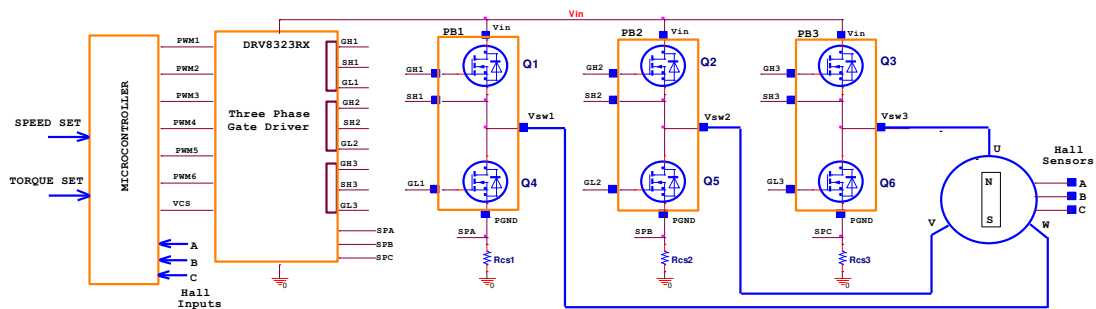 Vin
SPEED SET
TORQUE SET
MICROCONTROLLER
PWM1
PWM2
PWM3
PWM4
PWM5
PWM6
VCS
A
B
C
Hall
Inputs
DRV8323RX
Three Phase
Gate Driver
GH1
SH1
GL1
GH2
SH2
GL2
GH3
SH3
GL3
SPA
SPB
SPC
0
PB1
Vin
GH1
Q1
SH1
Vsw1
GL1
Q4
PGND
SPA
Rcs1
0
PB2
Vin
GH2
Q2
SH2
Vsw2
GL2
Q5
PGND
SPB
Rcs2
0
PB3
Vin
GH3
Q3
SH3
Vsw3
GL3
Q6
PGND
SPC
Rcs3
0
U
V
W
N
S
Hall
Sensors
A
B
C